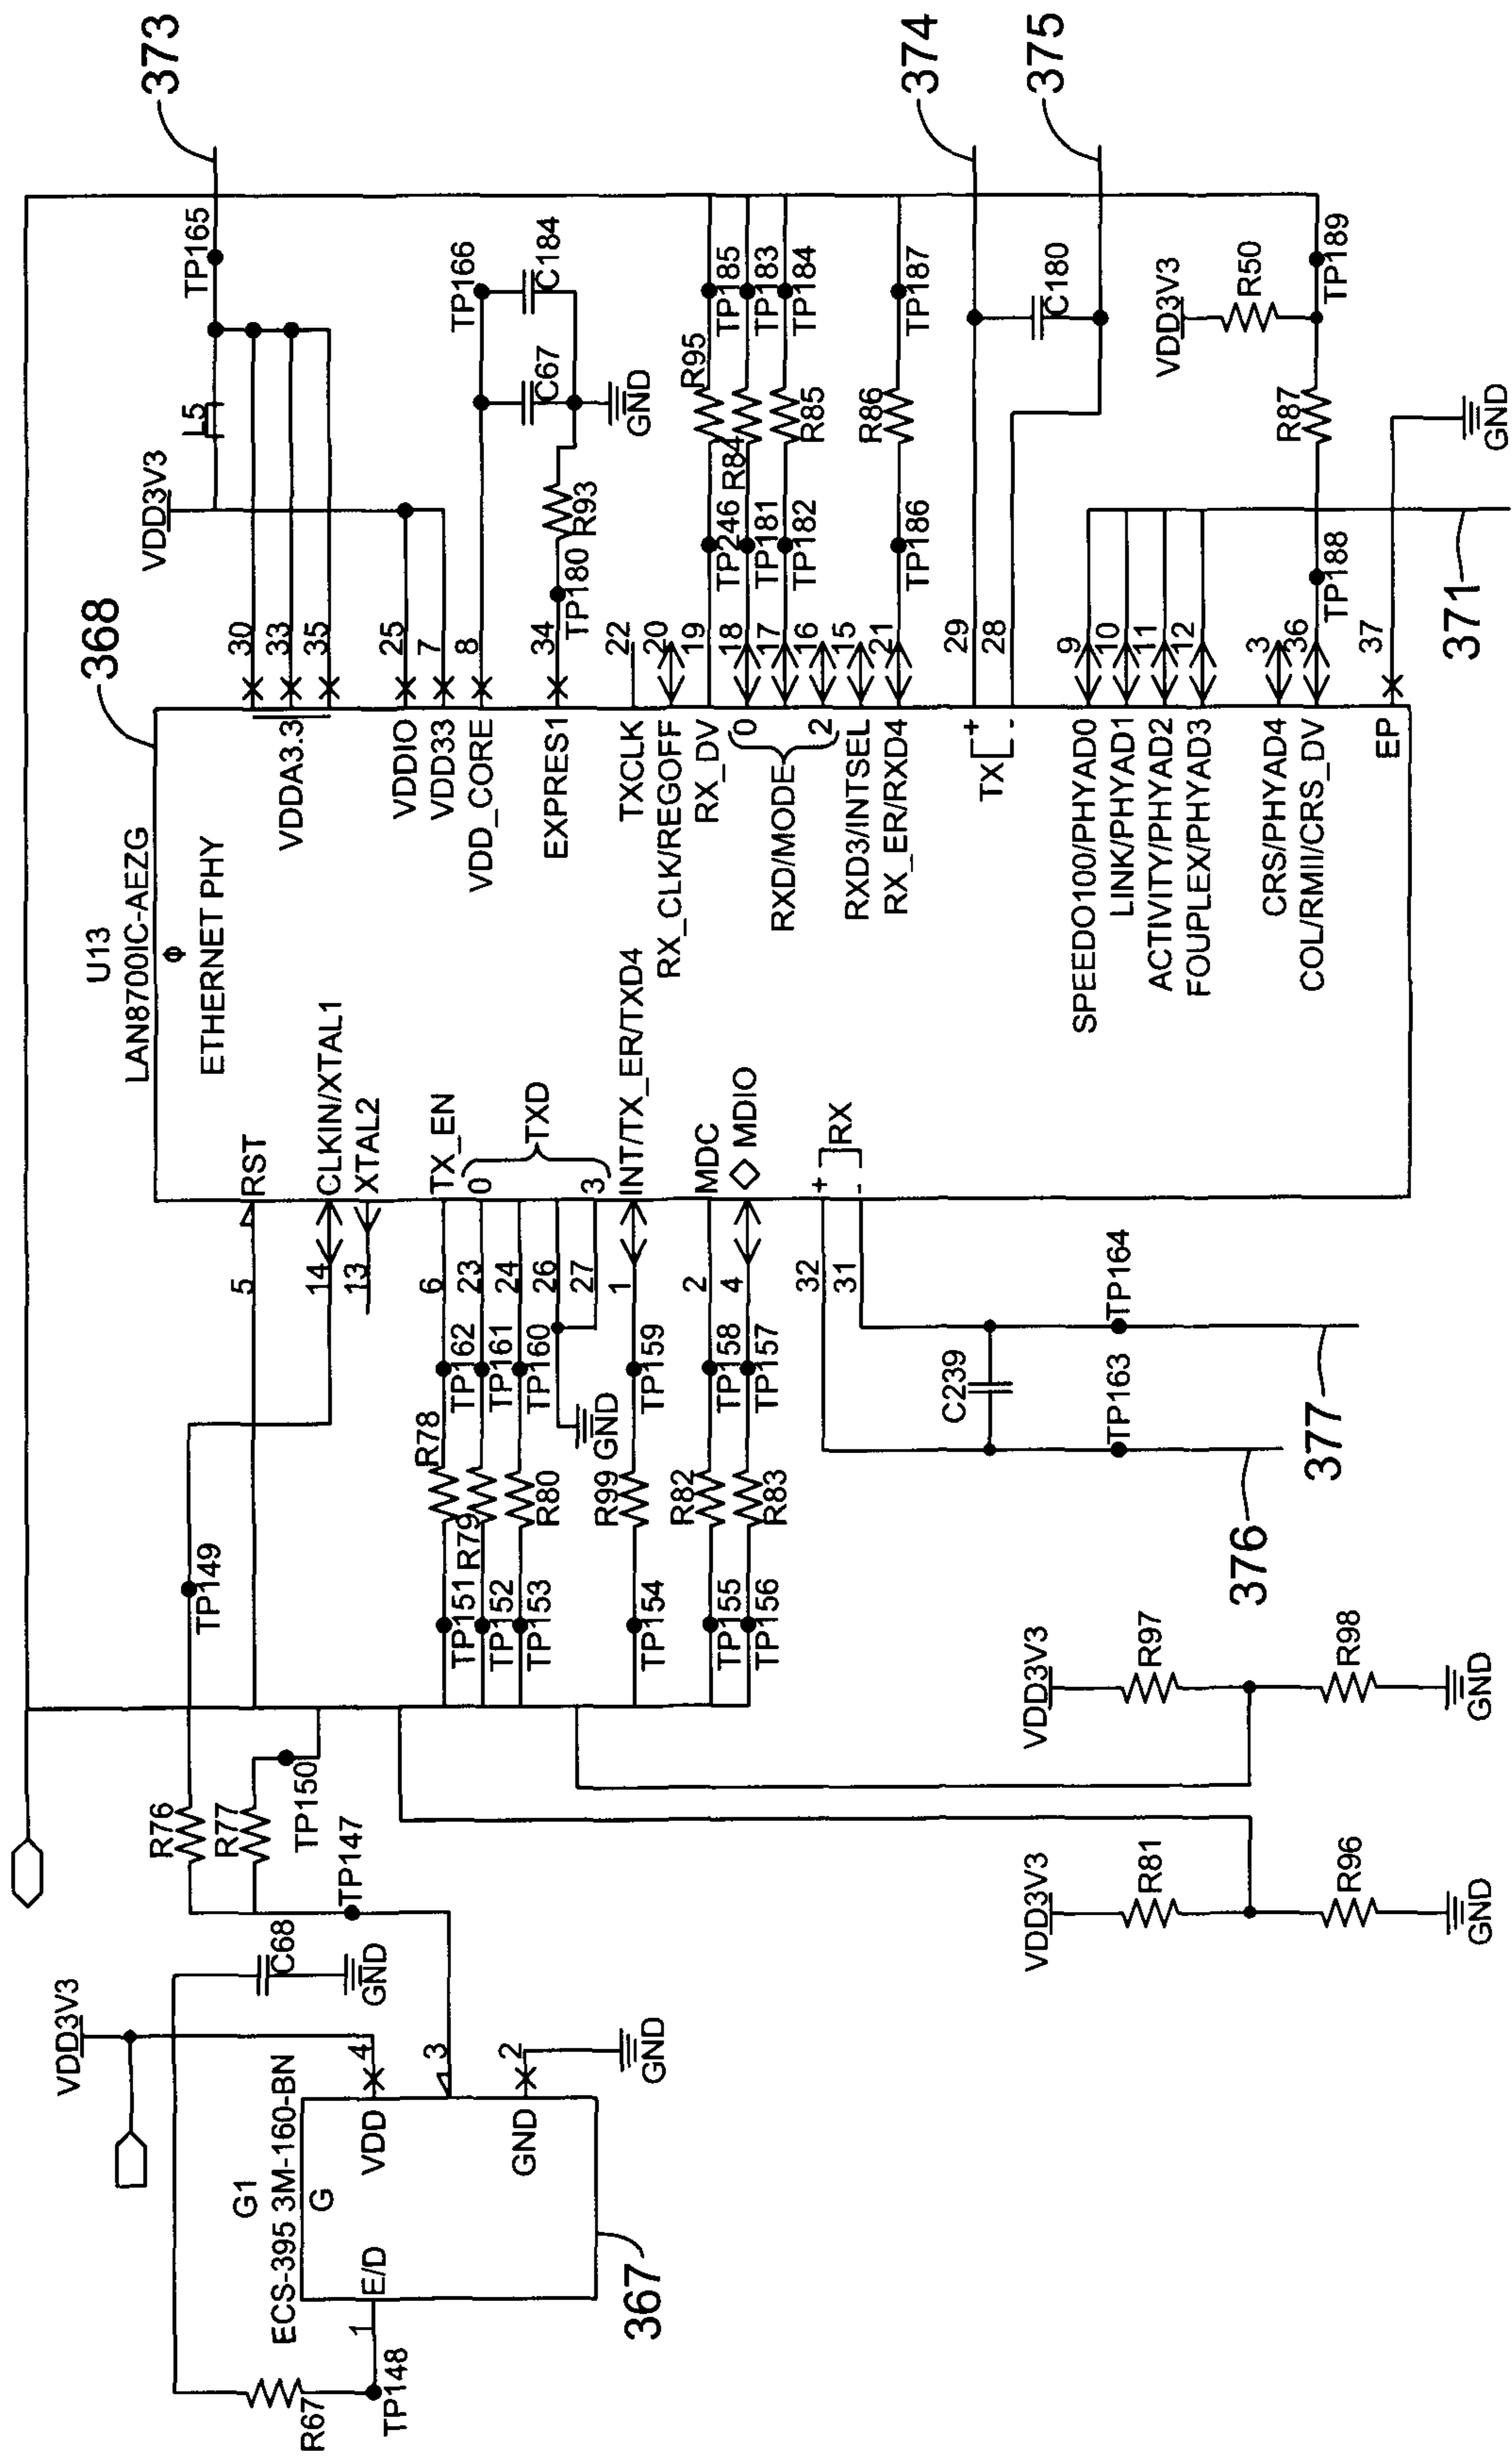 373
374
375
368
U13
LAN8700IC-AEZG
Φ
ETHERNET PHY
VDD3V3
L5
TP165
30
33
35
25
7
8
34
22
20
19
18
17
16
15
21
29
28
9
10
11
12
3
36
37
VDDA3.3
VDDIO
VDD33
VDD_CORE
EXPRES1
TXCLK
RX_CLK/REGOFF
RX_DV
0
RXD/MODE
2
RXD3/INTSEL
RX_ER/RXD4
TX
+
-
SPEEDO100/PHYAD0
LINK/PHYAD1
ACTIVITY/PHYAD2
FOUPLEX/PHYAD3
CRS/PHYAD4
COL/RMII/CRS_DV
EP
TP166
C184
C67
GND
R93
TP180
R95
TP185
TP246
R84
TP183
TP181
R85
TP184
TP182
R86
TP187
TP186
C180
VDD3V3
R50
R87
TP189
TP188
GND
371
RST
CLKIN/XTAL1
XTAL2
TX_EN
0
TXD
3
INT/TX_ER/TXD4
MDC
MDIO
+
RX
-
5
14
13
6
23
24
26
27
1
2
4
32
31
TP149
R78
TP162
TP151
R79
TP161
TP152
R80
TP160
TP153
GND
R99
TP159
TP154
R82
TP158
TP155
R83
TP157
TP156
C239
TP163
TP164
376
377
R76
R77
TP150
TP147
VDD3V3
R97
R98
GND
VDD3V3
R81
R96
GND
VDD3V3
C68
GND
G1
ECS-395 3M-160-BN
G
VDD
4
3
GND
2
GND
E/D
1
TP148
R67
367